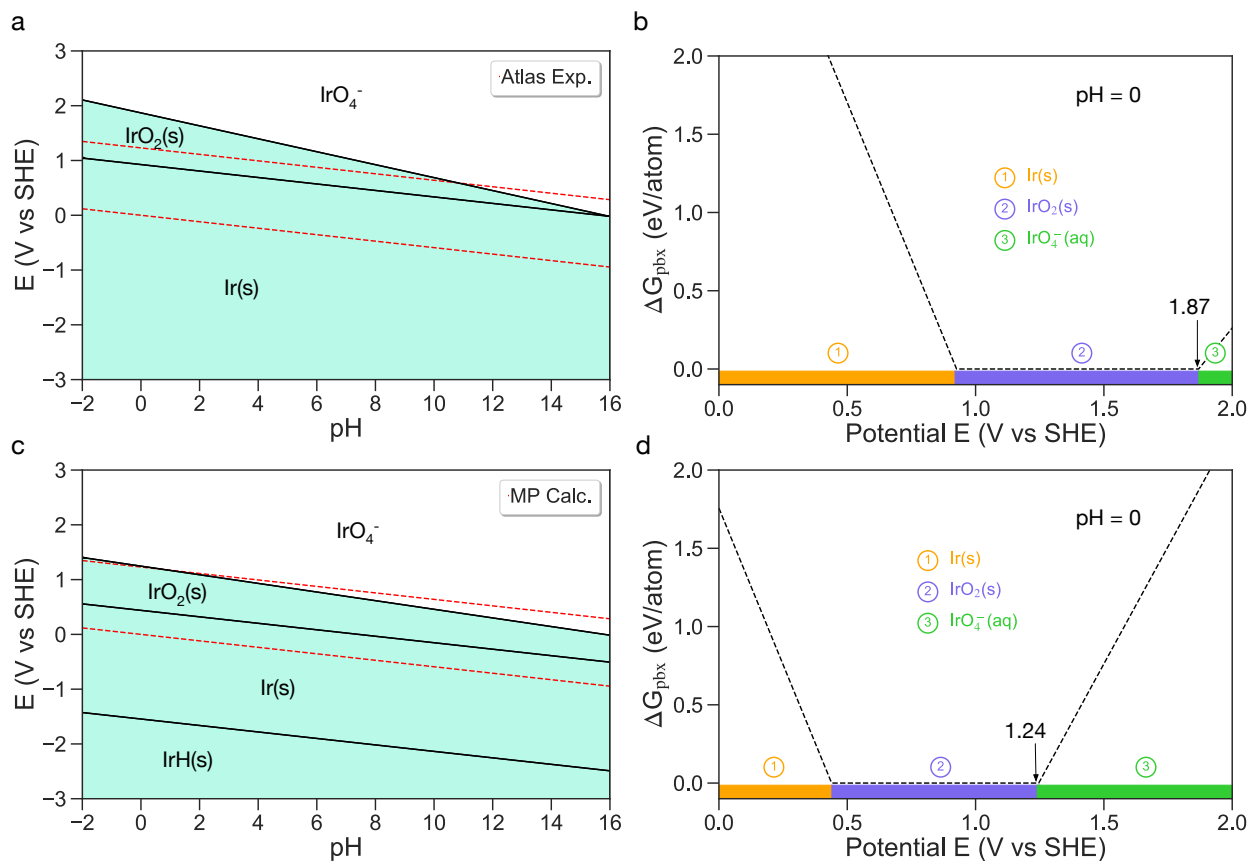 a
E (V vs SHE)
3
2
1
0
−1
−2
−3
IrO₄⁻
Atlas Exp.
IrO₂(s)
Ir(s)
−2 0 2 4 6 8 10 12 14 16
pH
b
ΔG_pbx (eV/atom)
2.0
1.5
1.0
0.5
0.0
pH = 0
1 Ir(s)
2 IrO₂(s)
3 IrO₄⁻(aq)
1.87
1
2
3
0.0 0.5 1.0 1.5 2.0
Potential E (V vs SHE)
c
E (V vs SHE)
3
2
1
0
−1
−2
−3
MP Calc.
IrO₄⁻
IrO₂(s)
Ir(s)
IrH(s)
−2 0 2 4 6 8 10 12 14 16
pH
d
ΔG_pbx (eV/atom)
2.0
1.5
1.0
0.5
0.0
pH = 0
1 Ir(s)
2 IrO₂(s)
3 IrO₄⁻(aq)
1.24
1
2
3
0.0 0.5 1.0 1.5 2.0
Potential E (V vs SHE)